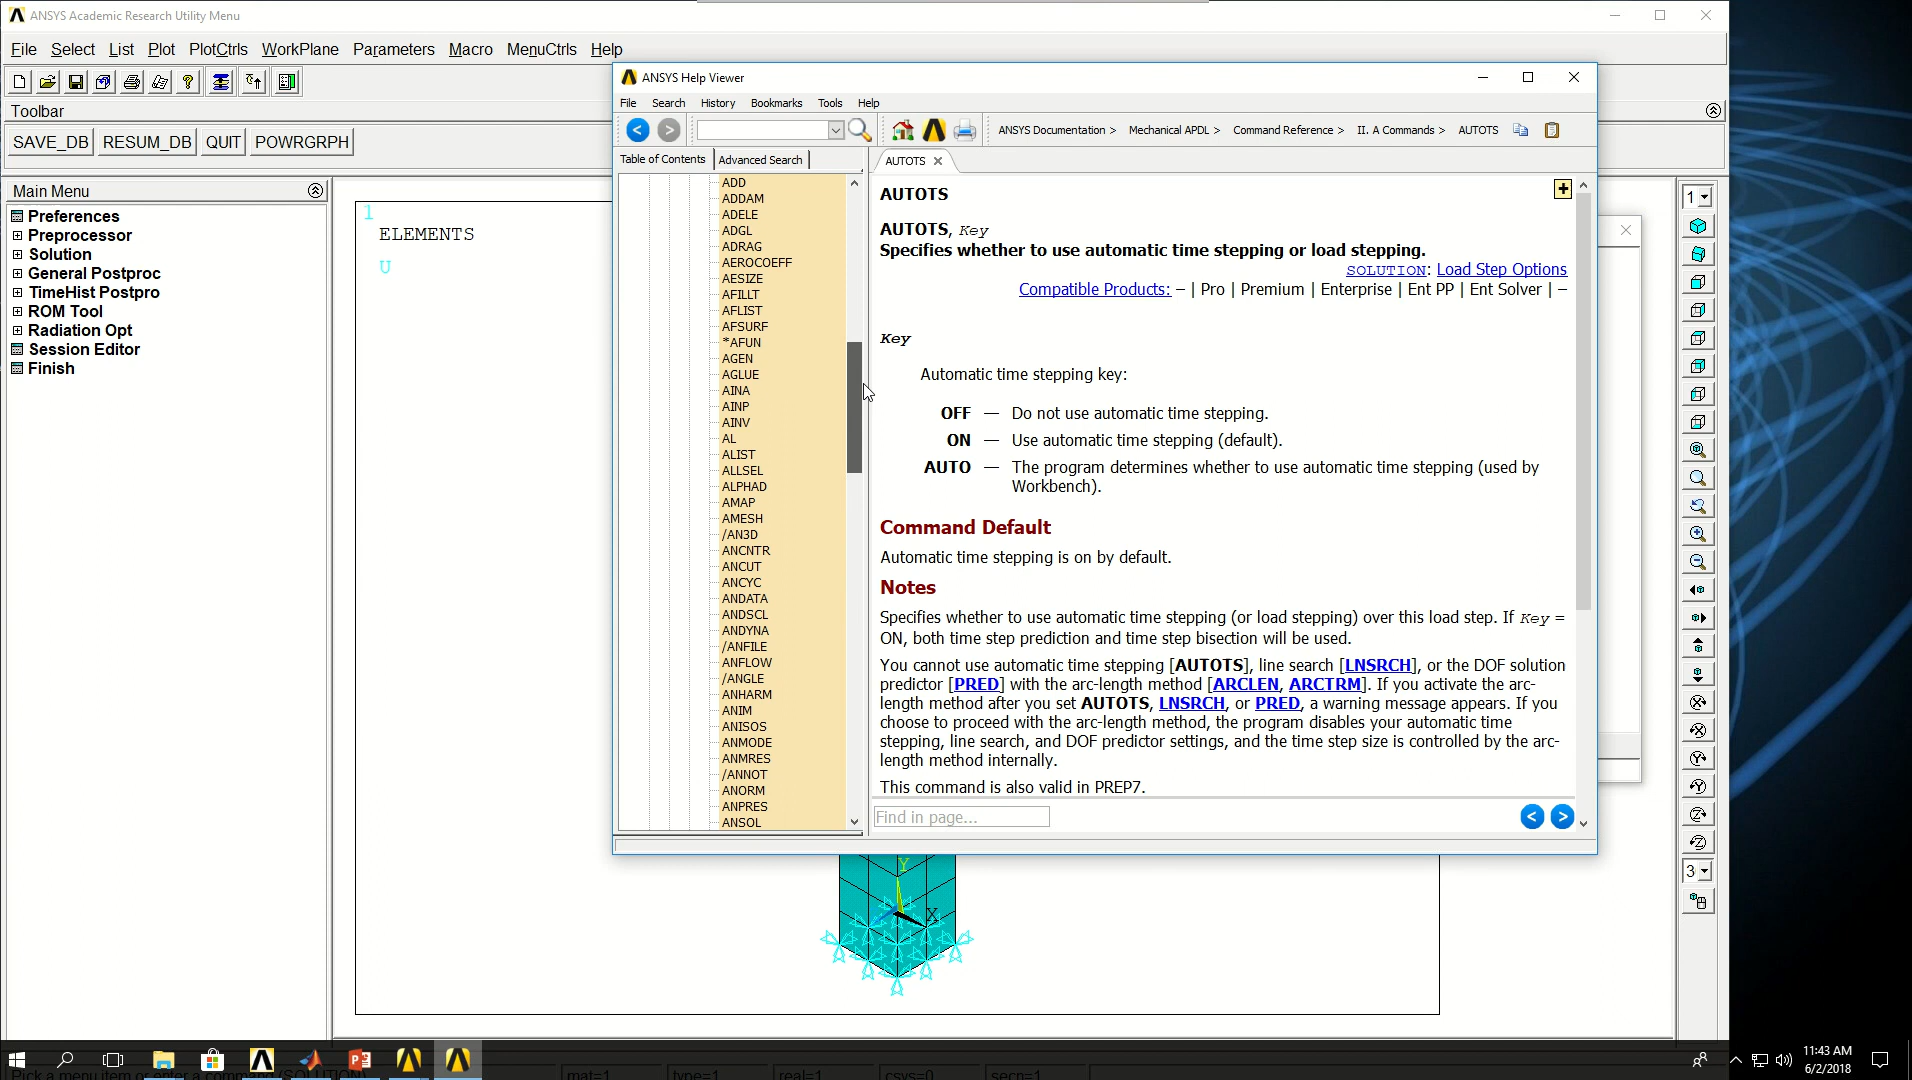 ANSYS Academic Research Utility Menu
File Select List Plot PlotCtrls WorkPlane Parameters Macro MenuCtrls Help
Toolbar
SAVE_DB RESUM_DB QUIT POWRGRPH
Main Menu
Preferences
Preprocessor
Solution
General Postproc
TimeHist Postpro
ROM Tool
Radiation Opt
Session Editor
Finish
1
ELEMENTS
U
ANSYS Help Viewer
File Search History Bookmarks Tools Help
ANSYS Documentation > Mechanical APDL > Command Reference > II. A Commands > AUTOTS
Table of Contents Advanced Search
AUTOTS
ADD
ADDAM
ADELE
ADGL
ADRAG
AEROCOEFF
AESIZE
AFILLT
AFLIST
AFSURF
*AFUN
AGEN
AGLUE
AINA
AINP
AINV
AL
ALIST
ALLSEL
ALPHAD
AMAP
AMESH
/AN3D
ANCNTR
ANCUT
ANCYC
ANDATA
ANDSCL
ANDYNA
/ANFILE
ANFLOW
/ANGLE
ANHARM
ANIM
ANISOS
ANMODE
ANMRES
/ANNOT
ANORM
ANPRES
ANSOL
AUTOTS
AUTOTS, Key
Specifies whether to use automatic time stepping or load stepping.
SOLUTION: Load Step Options
Compatible Products: – | Pro | Premium | Enterprise | Ent PP | Ent Solver | –
Key
Automatic time stepping key:
OFF — Do not use automatic time stepping.
ON — Use automatic time stepping (default).
AUTO — The program determines whether to use automatic time stepping (used by
Workbench).
Command Default
Automatic time stepping is on by default.
Notes
Specifies whether to use automatic time stepping (or load stepping) over this load step. If Key =
ON, both time step prediction and time step bisection will be used.
You cannot use automatic time stepping [AUTOTS], line search [LNSRCH], or the DOF solution
predictor [PRED] with the arc-length method [ARCLEN, ARCTRM]. If you activate the arc-
length method after you set AUTOTS, LNSRCH, or PRED, a warning message appears. If you
choose to proceed with the arc-length method, the program disables your automatic time
stepping, line search, and DOF predictor settings, and the time step size is controlled by the arc-
length method internally.
This command is also valid in PREP7.
Find in page...
1
3
Y
X
Pick a menu item or enter a command (SOLUTION) mat=1 type=1 real=1 csys=0 secn=1
11:43 AM
6/2/2018